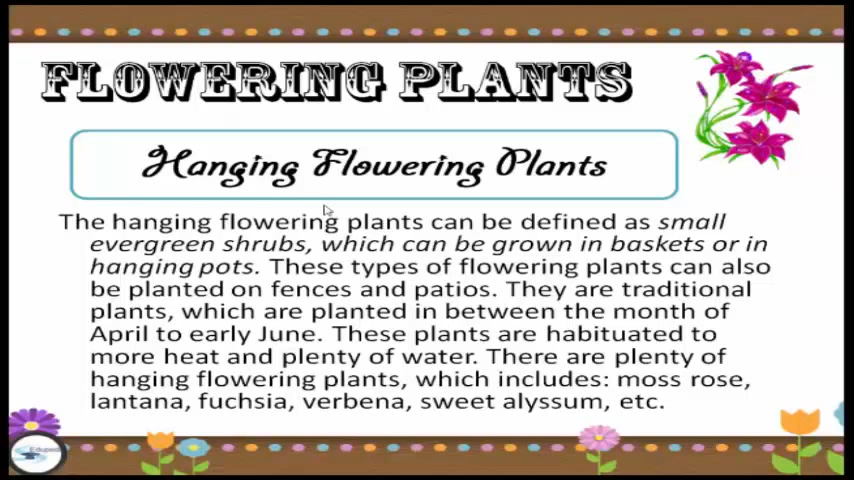 FLOWERING PLANTS
Hanging Flowering Plants
The hanging flowering plants can be defined as small
evergreen shrubs, which can be grown in baskets or in
hanging pots. These types of flowering plants can also
be planted on fences and patios. They are traditional
plants, which are planted in between the month of
April to early June. These plants are habituated to
more heat and plenty of water. There are plenty of
hanging flowering plants, which includes: moss rose,
lantana, fuchsia, verbena, sweet alyssum, etc.